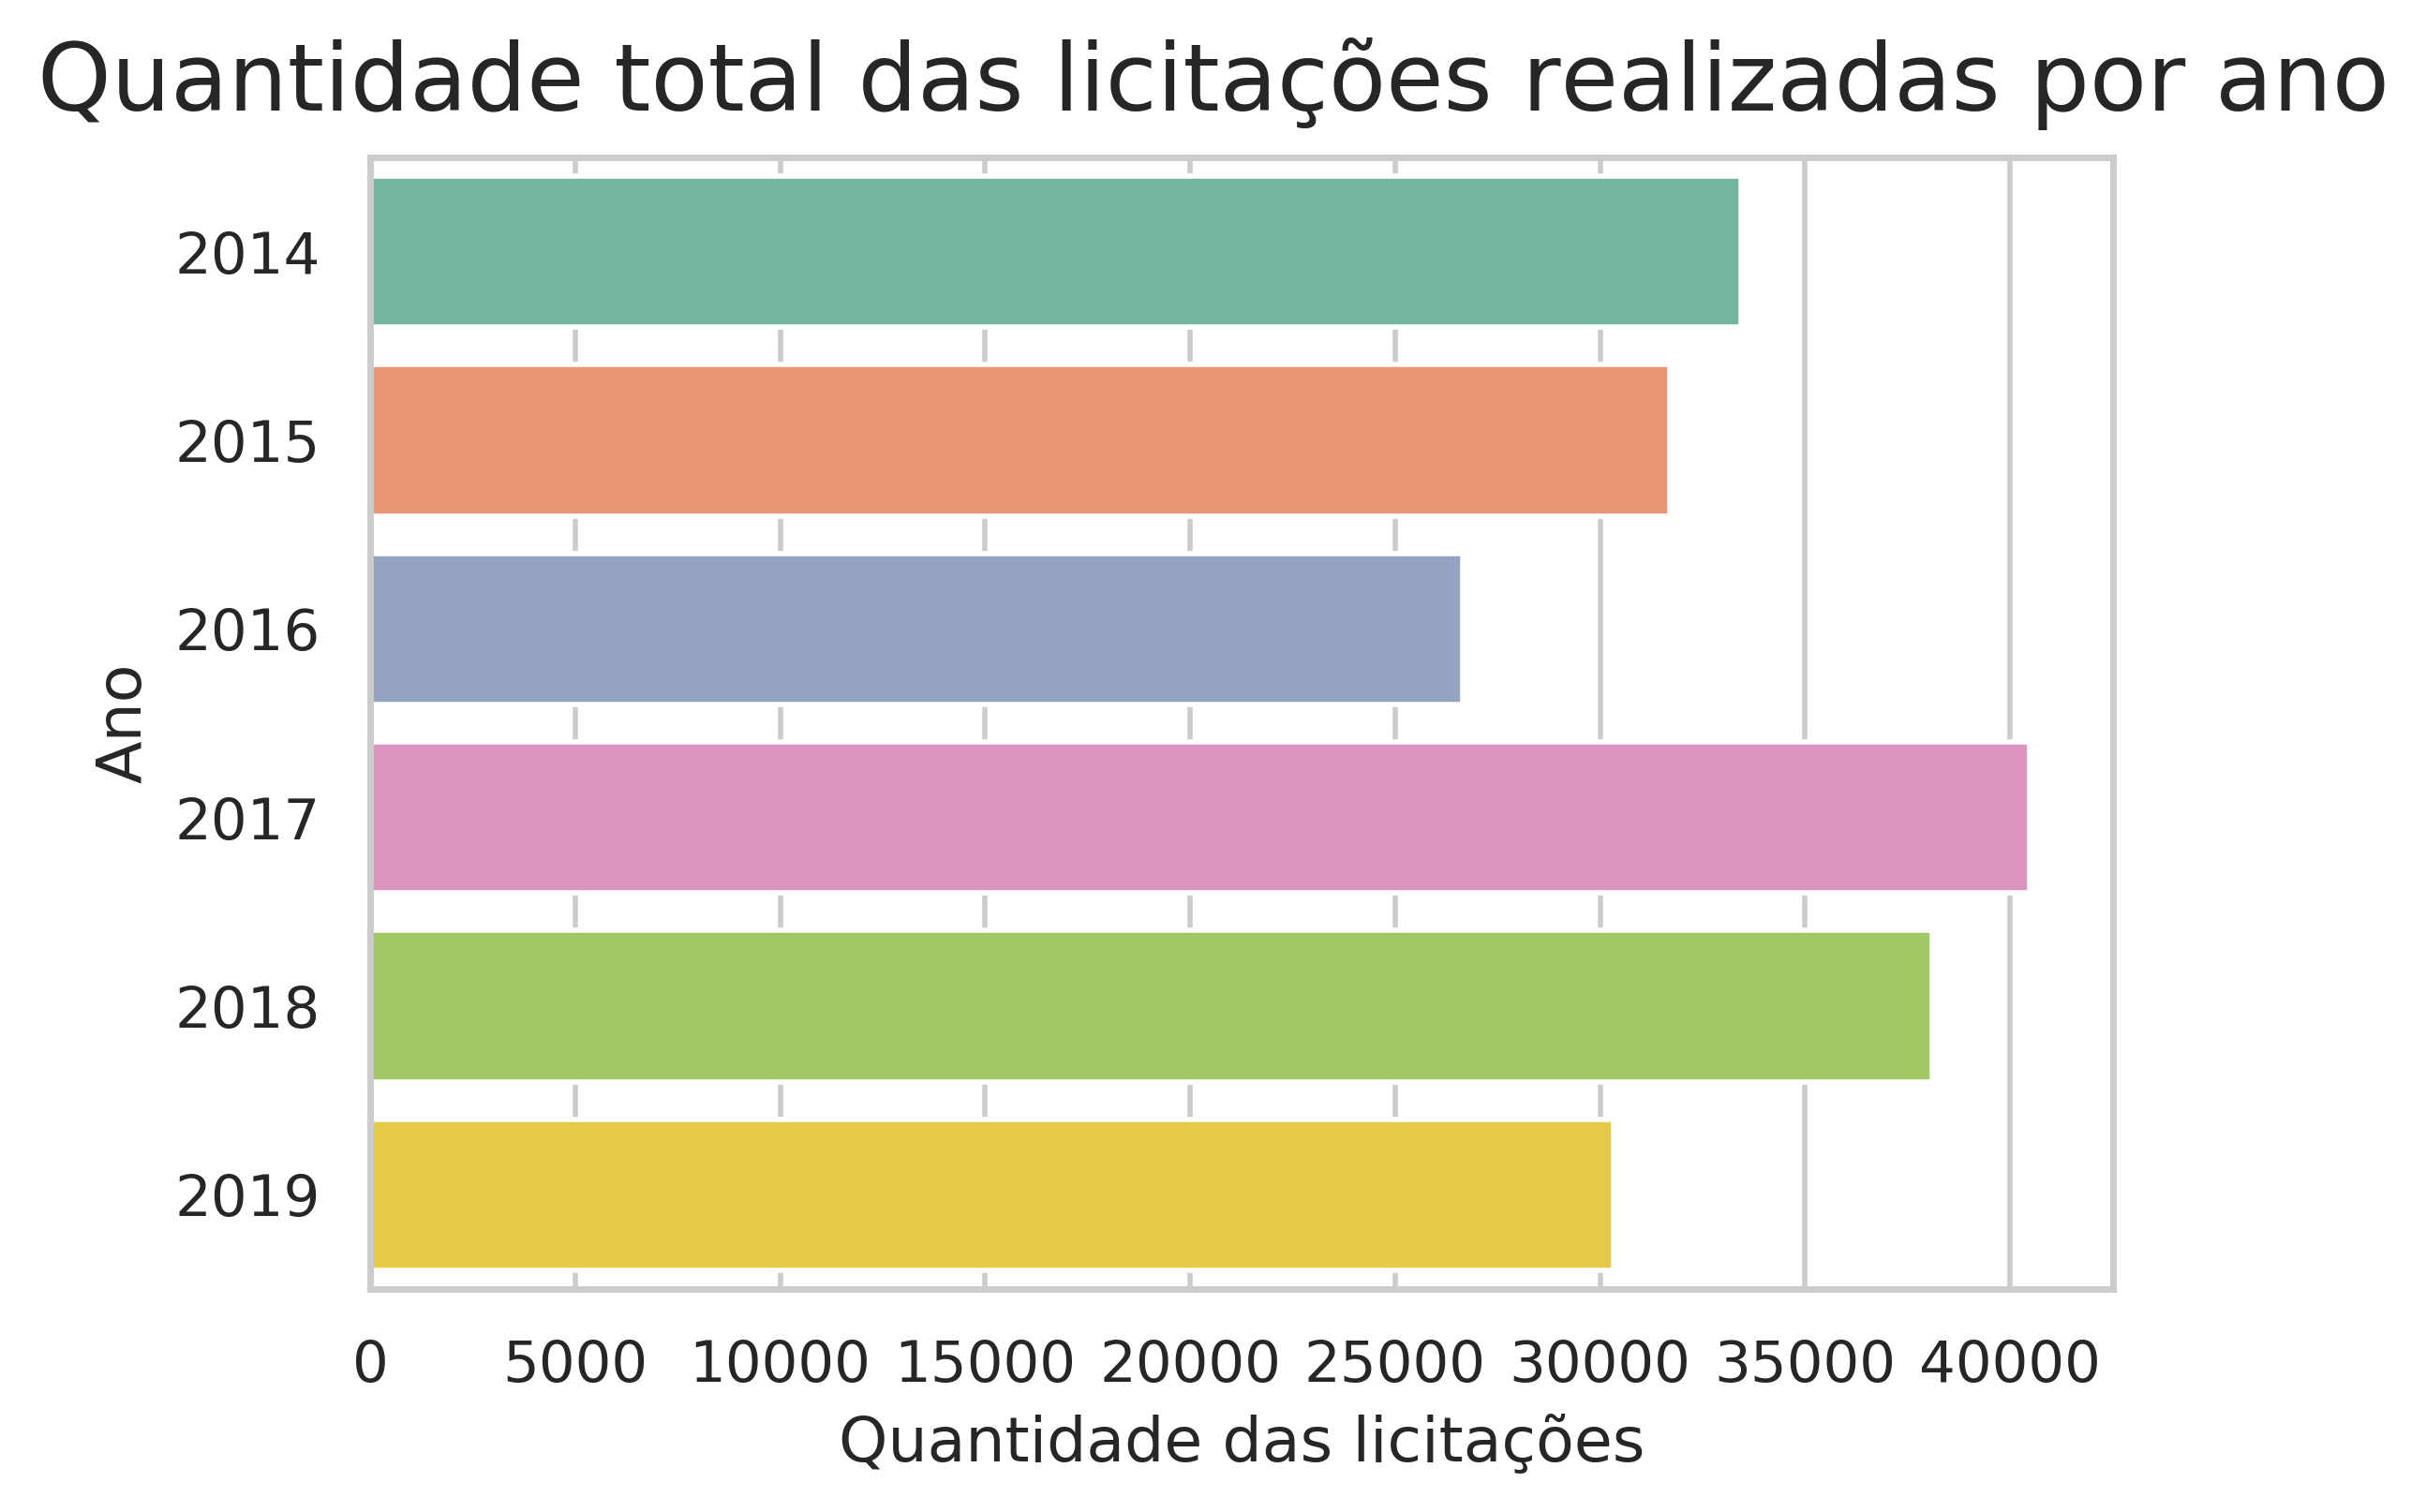 Quantidade total das licitações realizadas por ano
2014
2015
2016
2017
2018
2019
Ano
0 5000 10000 15000 20000 25000 30000 35000 40000
Quantidade das licitações